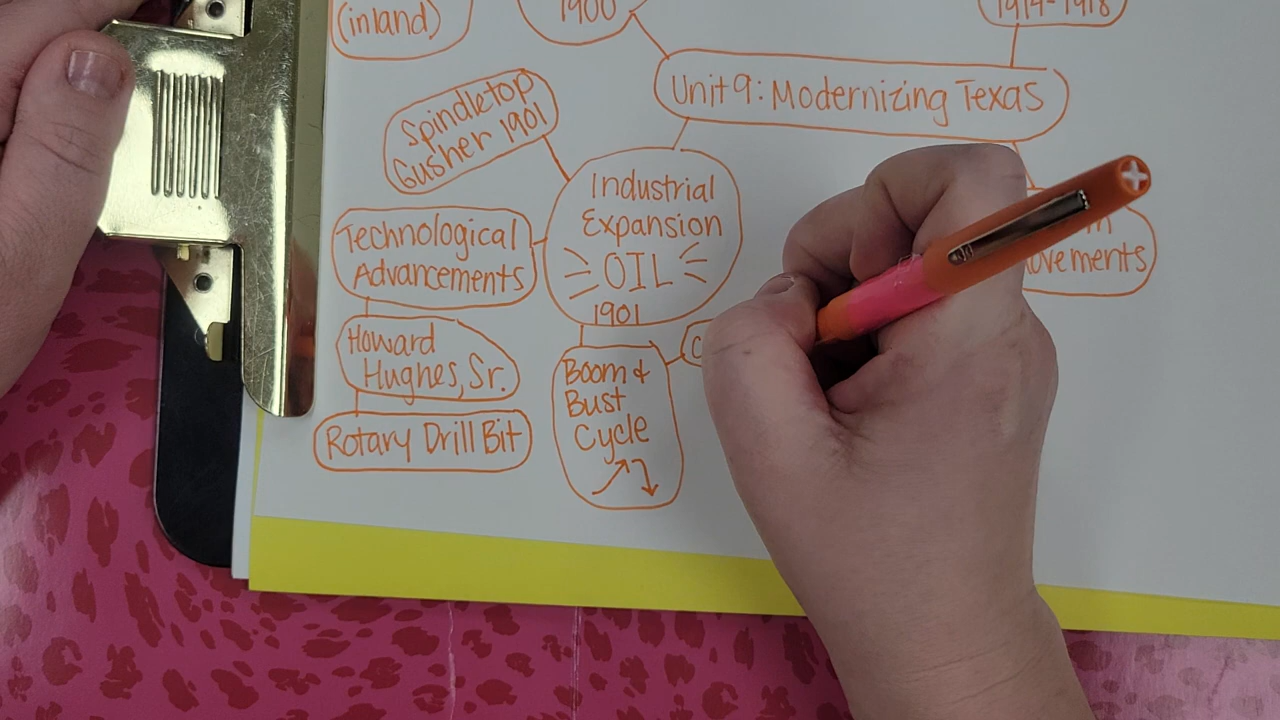 (inland)
1900
1914-1918
Unit 9: Modernizing Texas
Spindletop
Gusher 1901
Industrial
Expansion
OIL
1901
Technological
Advancements
Howard
Hughes, Sr.
Rotary Drill Bit
Boom &
Bust
Cycle